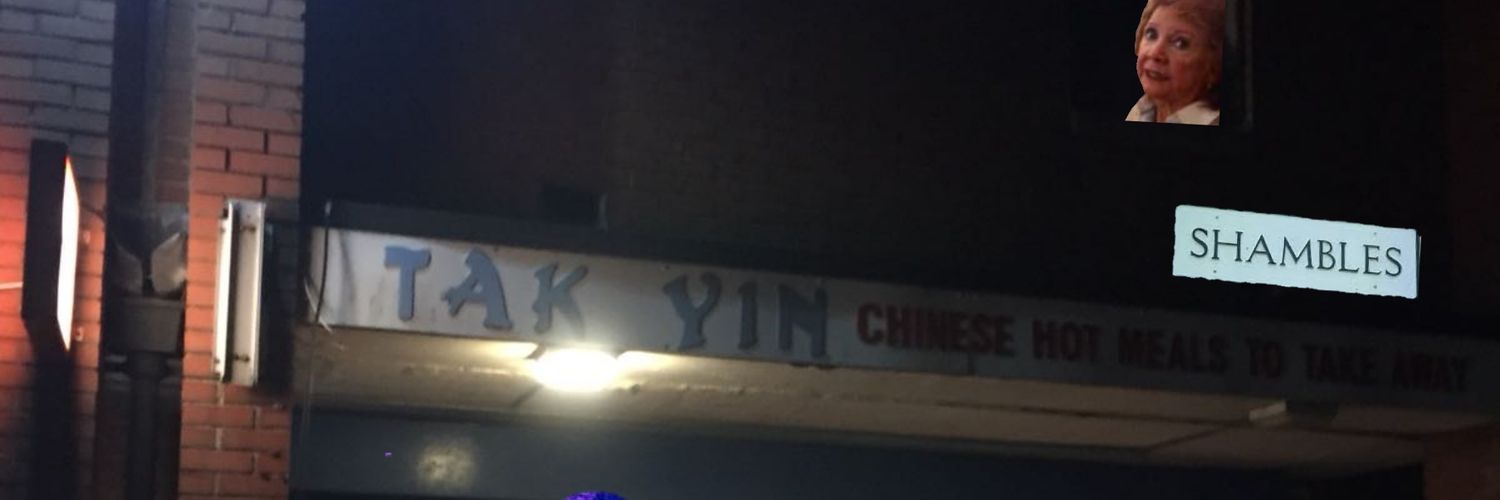 SHAMBLES
TAK YIN CHINESE HOT MEALS TO TAKE AWAY